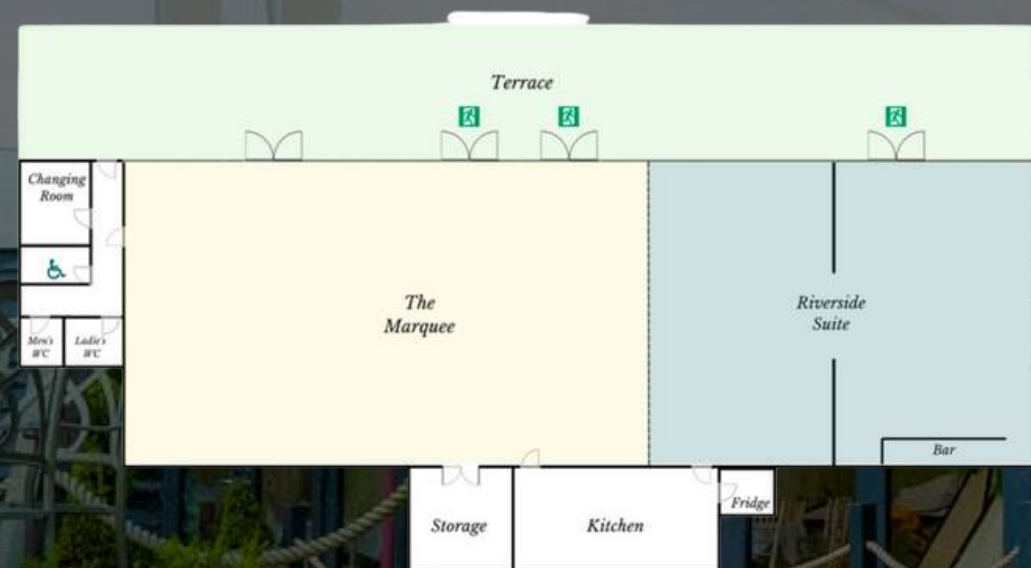 Terrace
Changing
Room
The
Marquee
Riverside
Suite
Men's
WC
Ladie's
WC
Bar
Storage
Kitchen
Fridge